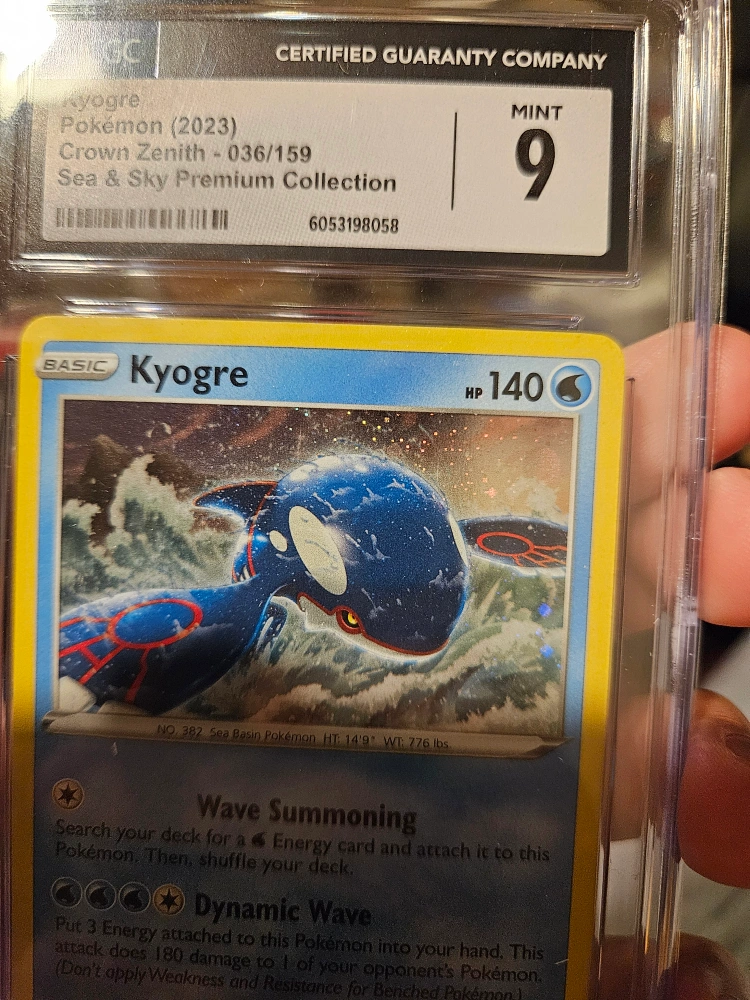 GC
CERTIFIED GUARANTY COMPANY
Kyogre
Pokémon (2023)
Crown Zenith - 036/159
Sea & Sky Premium Collection
MINT
9
6053198058
BASIC
Kyogre
HP 140
NO. 382 Sea Basin Pokémon HT: 14'9" WT: 776 lbs.
Wave Summoning
Search your deck for a Energy card and attach it to this
Pokémon. Then, shuffle your deck.
Dynamic Wave
Put 3 Energy attached to this Pokémon into your hand. This
attack does 180 damage to 1 of your opponent's Pokémon.
(Don't apply Weakness and Resistance for Benched Pokémon.)